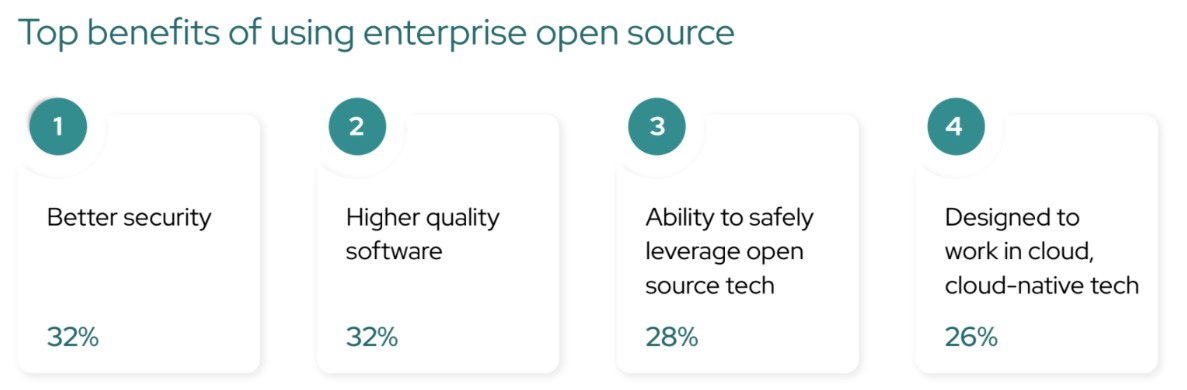 Top benefits of using enterprise open source
1
Better security
32%
2
Higher quality
software
32%
3
Ability to safely
leverage open
source tech
28%
4
Designed to
work in cloud,
cloud-native tech
26%